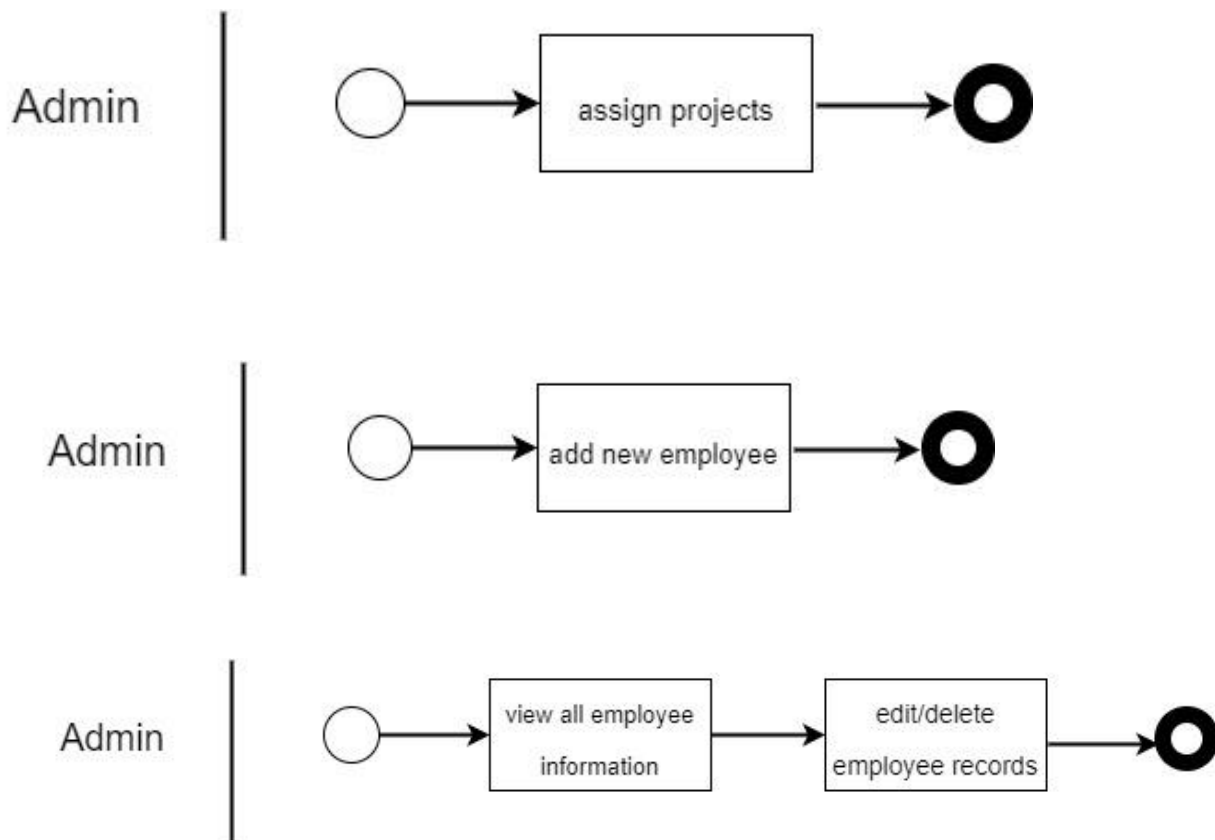 Admin
assign projects
Admin
add new employee
Admin
view all employee
information
edit/delete
employee records